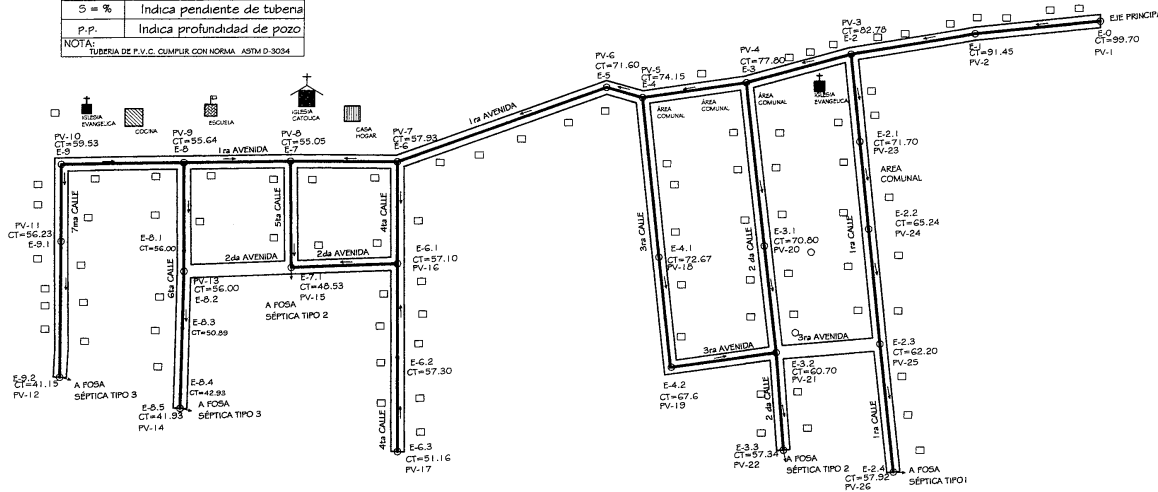 S = % Indica pendiente de tuberia
P.P. Indica profundidad de pozo
NOTA:
TUBERIA DE P.V.C. CUMPLIR CON NORMA ASTM D-3034
EJE PRINCIPA
E-0
CT=99.70
PV-1
E-1
CT=91.45
PV-2
PV-3
CT=82.78
E-2
PV-4
CT=77.80
E-3
PV-5
CT=74.15
E-4
PV-6
CT=71.60
E-5
1ra AVENIDA
ÁREA
COMUNAL
ÁREA
COMUNAL
ÁREA
COMUNAL
IGLESIA
EVANGELICA
IGLESIA
EVANGELICA
COCINA
ESCUELA
IGLESIA
CATOLICA
CASA
HOGAR
PV-10
CT=59.53
E-9
PV-9
CT=55.64
E-8
1ra AVENIDA
PV-8
CT=55.05
E-7
PV-7
CT=57.93
E-6
E-2.1
CT=71.70
PV-23
AREA
COMUNAL
E-2.2
CT=65.24
PV-24
1ra CALLE
E-3.1
CT=70.80
PV-20
2 da CALLE
E-4.1
CT=72.67
PV-18
3ra CALLE
7ma CALLE
PV-11
CT=56.23
E-9.1
E-8.1
CT=56.00
6ta CALLE
PV-13
CT=56.00
E-8.2
2da AVENIDA
5ta CALLE
2da AVENIDA
4ta CALLE
E-6.1
CT=57.10
PV-16
E-7.1
CT=48.53
PV-15
A FOSA
SÉPTICA TIPO 2
E-8.3
CT=50.89
E-6.2
CT=57.30
3ra AVENIDA
3ra AVENIDA
E-2.3
CT=62.20
PV-25
E-3.2
CT=60.70
PV-21
E-4.2
CT=67.6
PV-19
E-9.2
CT=41.15
PV-12
A FOSA
SÉPTICA TIPO 3
E-8.4
CT=42.93
E-8.5
CT=41.93
PV-14
A FOSA
SÉPTICA TIPO 3
4ta CALLE
E-6.3
CT=51.16
PV-17
2 da CALLE
E-3.3
CT=57.34
PV-22
A FOSA
SÉPTICA TIPO 2
1ra CALLE
E-2.4
CT=57.92
PV-26
A FOSA
SÉPTICA TIPO1